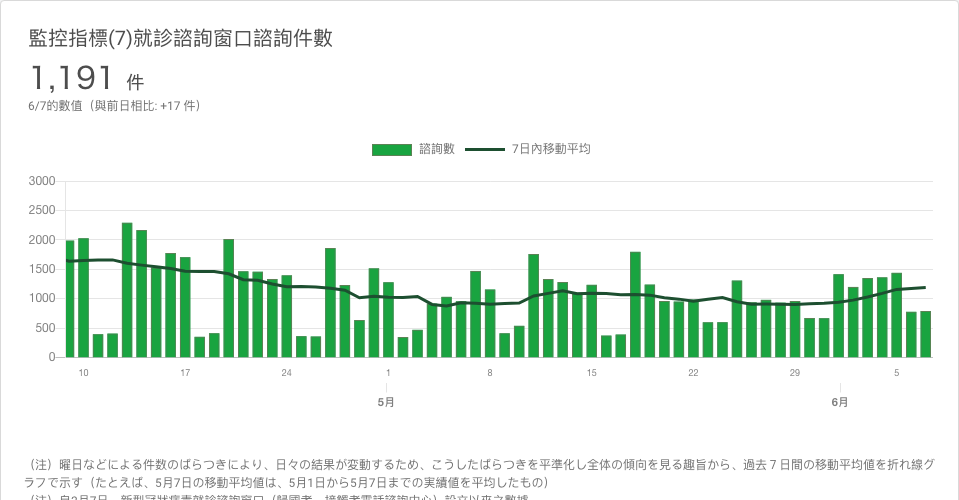 監控指標(7)就診諮詢窗口諮詢件數
1,191 件
6/7的數值（與前日相比: +17 件）
諮詢數 7日內移動平均
3000
2500
2000
1500
1000
500
0
10 17 24 1 8 15 22 29 5
5月 6月
（注）曜日などによる件数のばらつきにより、日々の結果が変動するため、こうしたばらつきを平準化し全体の傾向を見る趣旨から、過去７日間の移動平均値を折れ線グ
ラフで示す（たとえば、5月7日の移動平均値は、5月1日から5月7日までの実績値を平均したもの）